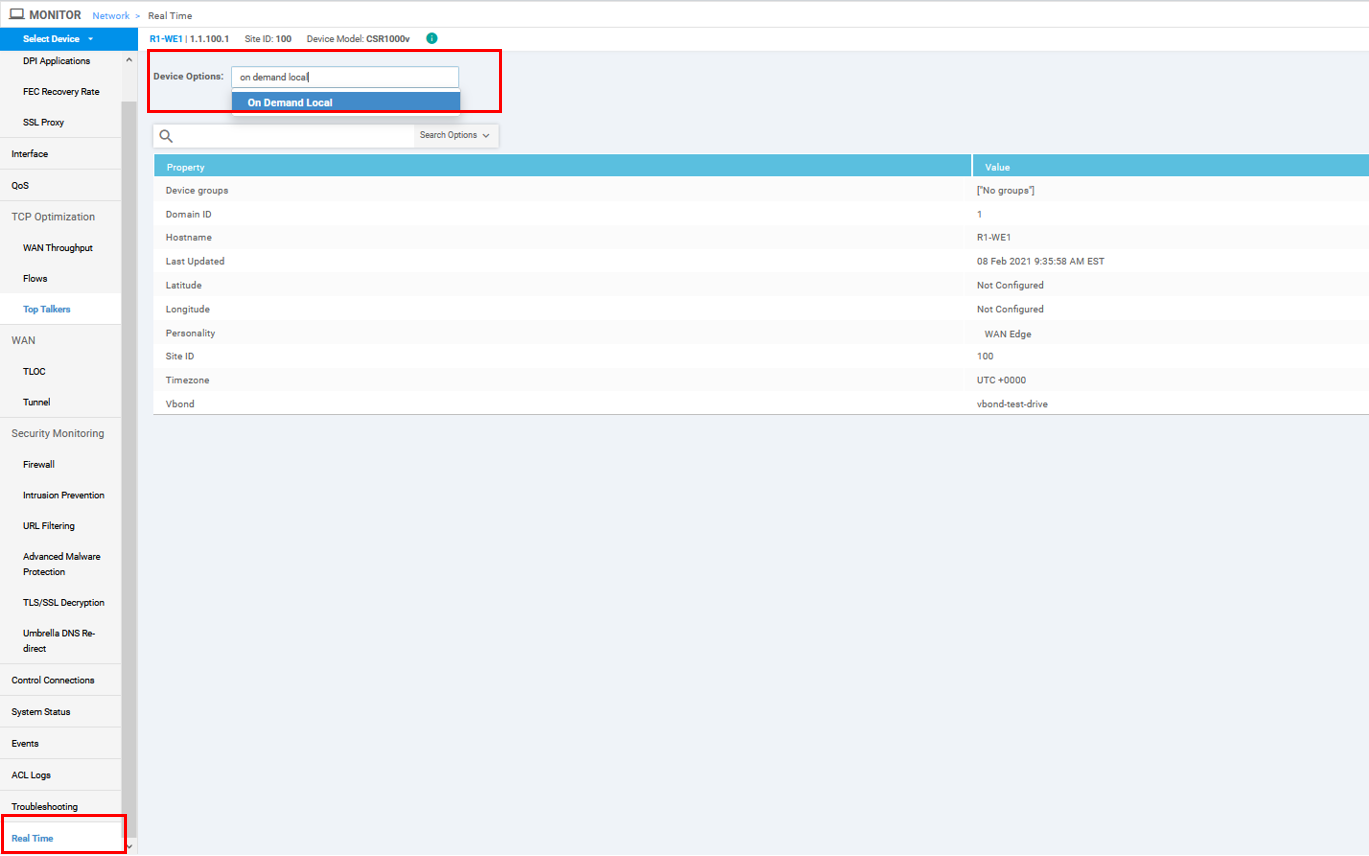 MONITOR Network > Real Time
Select Device
R1-WE1 | 1.1.100.1 Site ID: 100 Device Model: CSR1000v i
DPI Applications
FEC Recovery Rate
SSL Proxy
Interface
QoS
TCP Optimization
WAN Throughput
Flows
Top Talkers
WAN
TLOC
Tunnel
Security Monitoring
Firewall
Intrusion Prevention
URL Filtering
Advanced Malware
Protection
TLS/SSL Decryption
Umbrella DNS Re-
direct
Control Connections
System Status
Events
ACL Logs
Troubleshooting
Real Time
Device Options: on demand local
On Demand Local
Search Options
Property Value
Device groups ["No groups"]
Domain ID 1
Hostname R1-WE1
Last Updated 08 Feb 2021 9:35:58 AM EST
Latitude Not Configured
Longitude Not Configured
Personality WAN Edge
Site ID 100
Timezone UTC +0000
Vbond vbond-test-drive